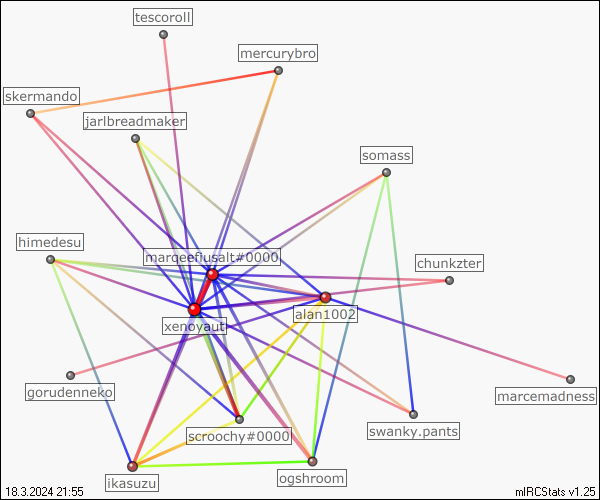 tescoroll
mercurybro
skermando
jarlbreadmaker
somass
himedesu
marqeeflusalt#0000
chunkzter
alan1002
xenoyaut
gorudenneko
marcemadness
swanky.pants
scroochy#0000
ogshroom
ikasuzu
18.3.2024 21:55
mIRCStats v1.25